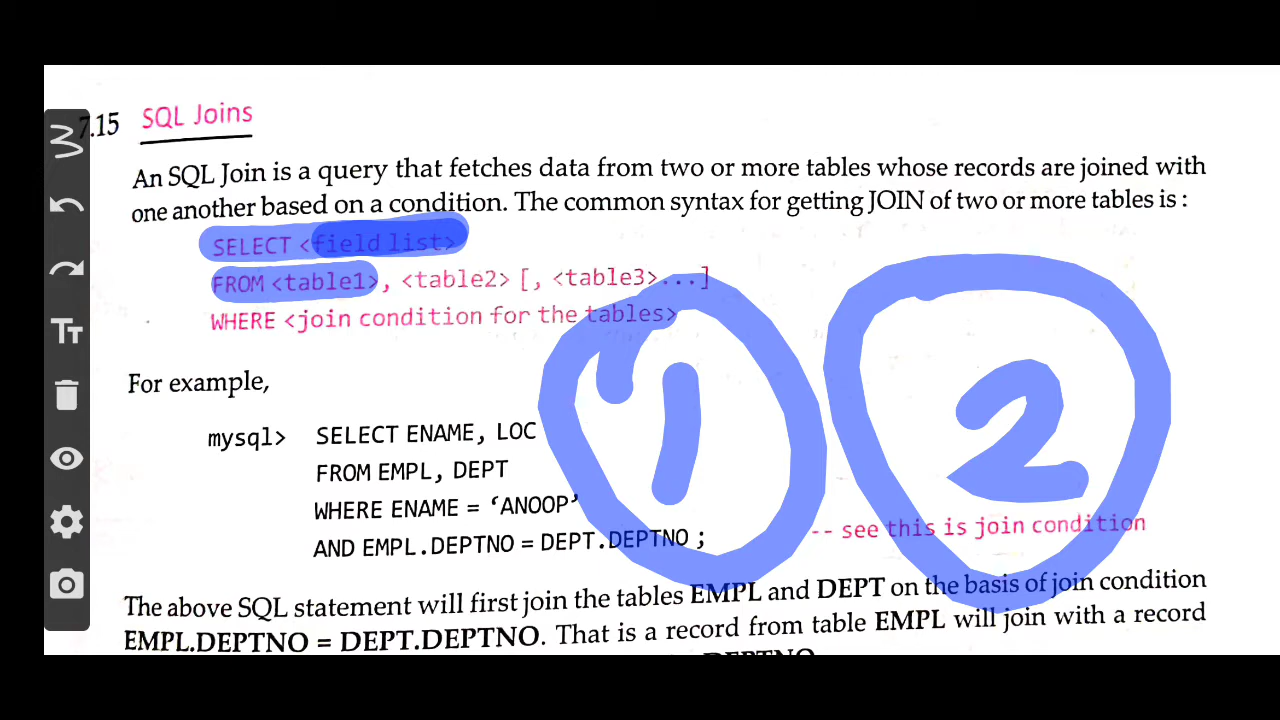 7.15 SQL Joins
An SQL Join is a query that fetches data from two or more tables whose records are joined with
one another based on a condition. The common syntax for getting JOIN of two or more tables is :
SELECT <field list>
FROM <table1>, <table2> [, <table3>...]
WHERE <join condition for the tables>
For example,
mysql> SELECT ENAME, LOC
FROM EMPL, DEPT
WHERE ENAME = ‘ANOOP’
AND EMPL.DEPTNO = DEPT.DEPTNO ; -- see this is join condition
1 2
The above SQL statement will first join the tables EMPL and DEPT on the basis of join condition
EMPL.DEPTNO = DEPT.DEPTNO. That is a record from table EMPL will join with a record
Tт